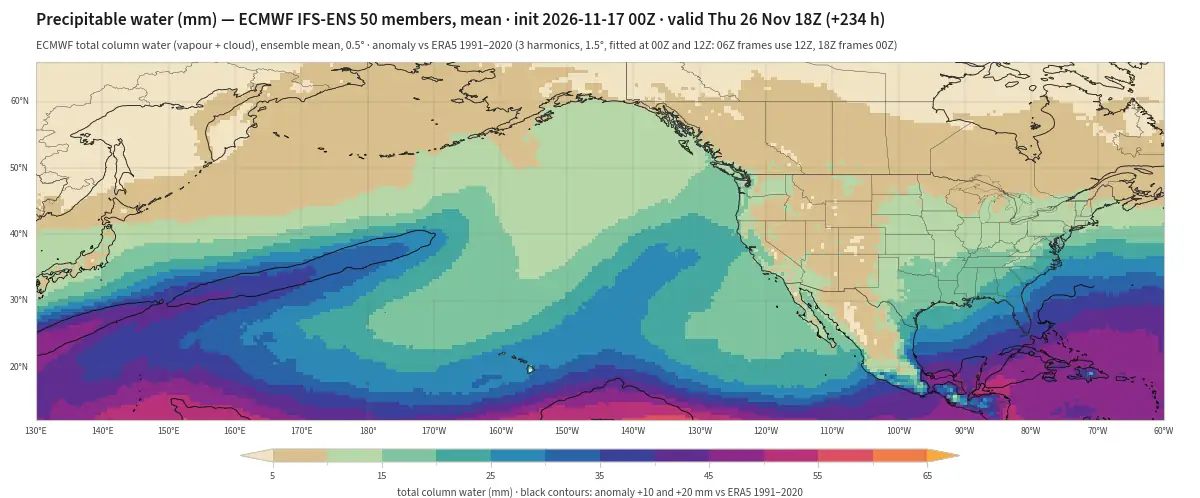 Precipitable water (mm) — ECMWF IFS-ENS 50 members, mean · init 2026-11-17 00Z · valid Thu 26 Nov 18Z (+234 h)
ECMWF total column water (vapour + cloud), ensemble mean, 0.5° · anomaly vs ERA5 1991–2020 (3 harmonics, 1.5°, fitted at 00Z and 12Z: 06Z frames use 12Z, 18Z frames 00Z)
60°N
50°N
40°N
30°N
20°N
130°E 140°E 150°E 160°E 170°E 180° 170°W 160°W 150°W 140°W 130°W 120°W 110°W 100°W 90°W 80°W 70°W 60°W
5 15 25 35 45 55 65
total column water (mm) · black contours: anomaly +10 and +20 mm vs ERA5 1991–2020